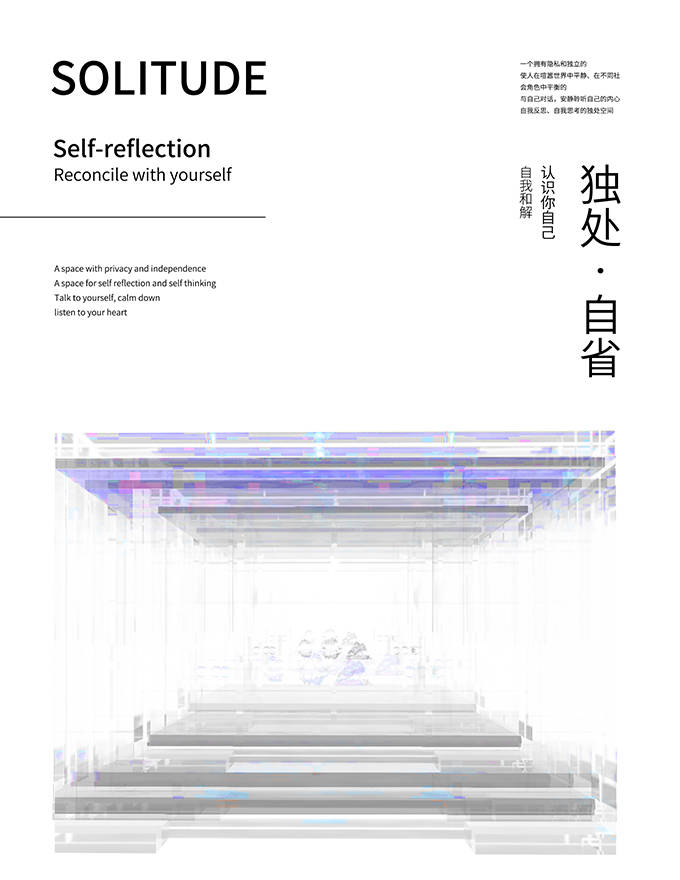 SOLITUDE
Self-reflection
Reconcile with yourself
A space with privacy and independence
A space for self reflection and self thinking
Talk to yourself, calm down
listen to your heart
一个拥有隐私和独立的
使人在喧嚣世界中平静、在不同社
会角色中平衡的
与自己对话，安静聆听自己的内心
自我反思、自我思考的独处空间
独处·自省
认识你自己
自我和解